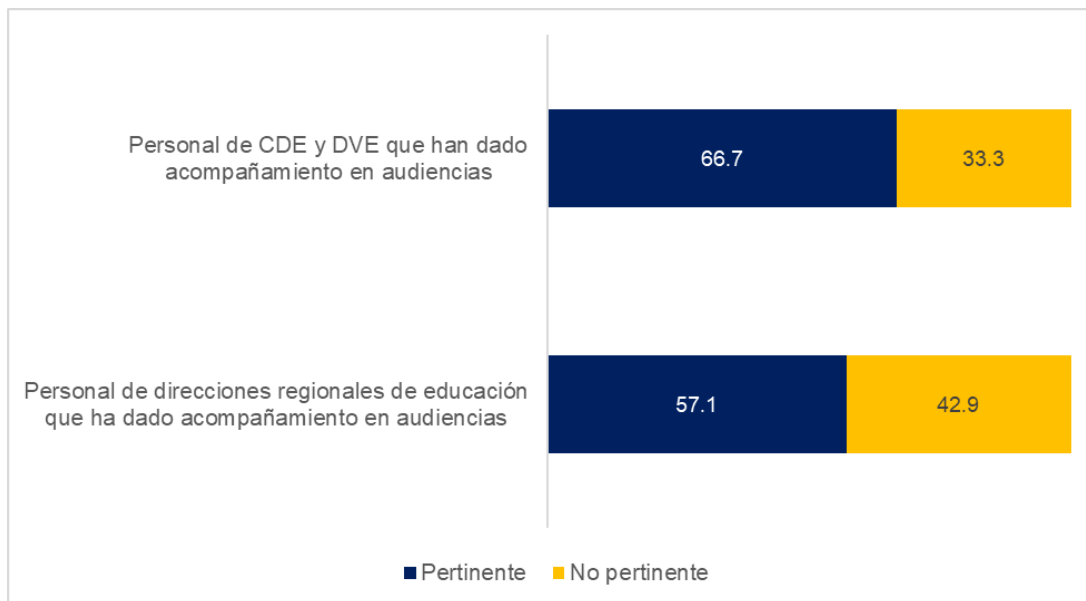 Personal de CDE y DVE que han dado
acompañamiento en audiencias
66.7
33.3
Personal de direcciones regionales de educación
que ha dado acompañamiento en audiencias
57.1
42.9
Pertinente
No pertinente